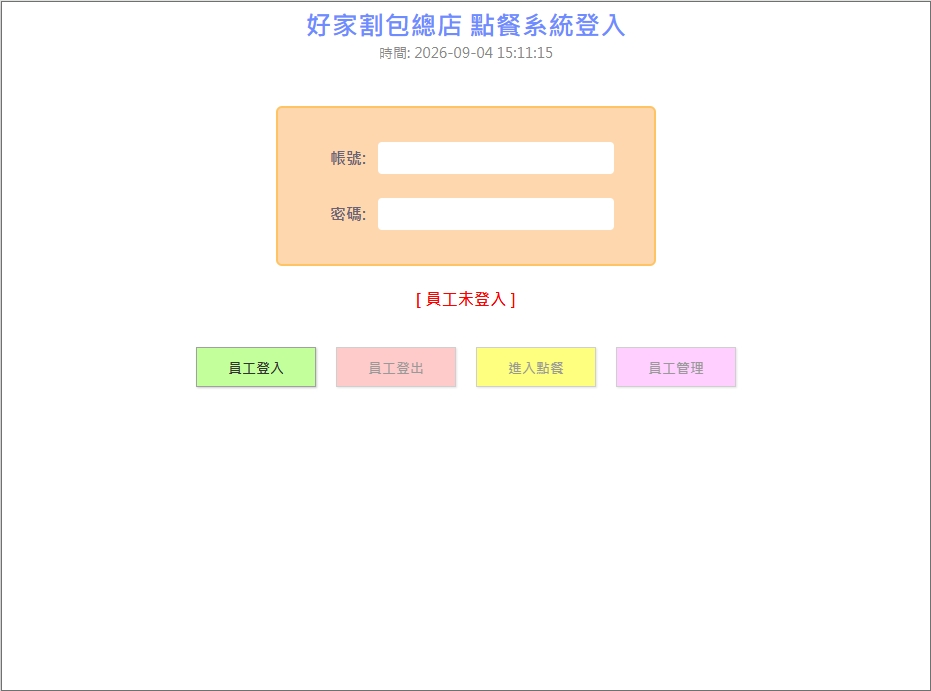 好家割包總店 點餐系統登入
時間: 2026-09-04 15:11:15
帳號:
密碼:
[ 員工未登入 ]
員工登入 員工登出 進入點餐 員工管理